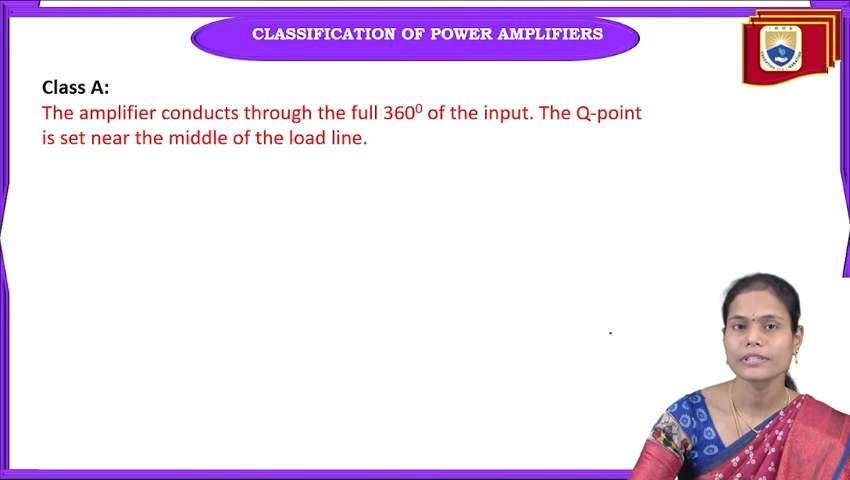 CLASSIFICATION OF POWER AMPLIFIERS
I A R E
Class A:
The amplifier conducts through the full 360⁰ of the input. The Q-point
is set near the middle of the load line.